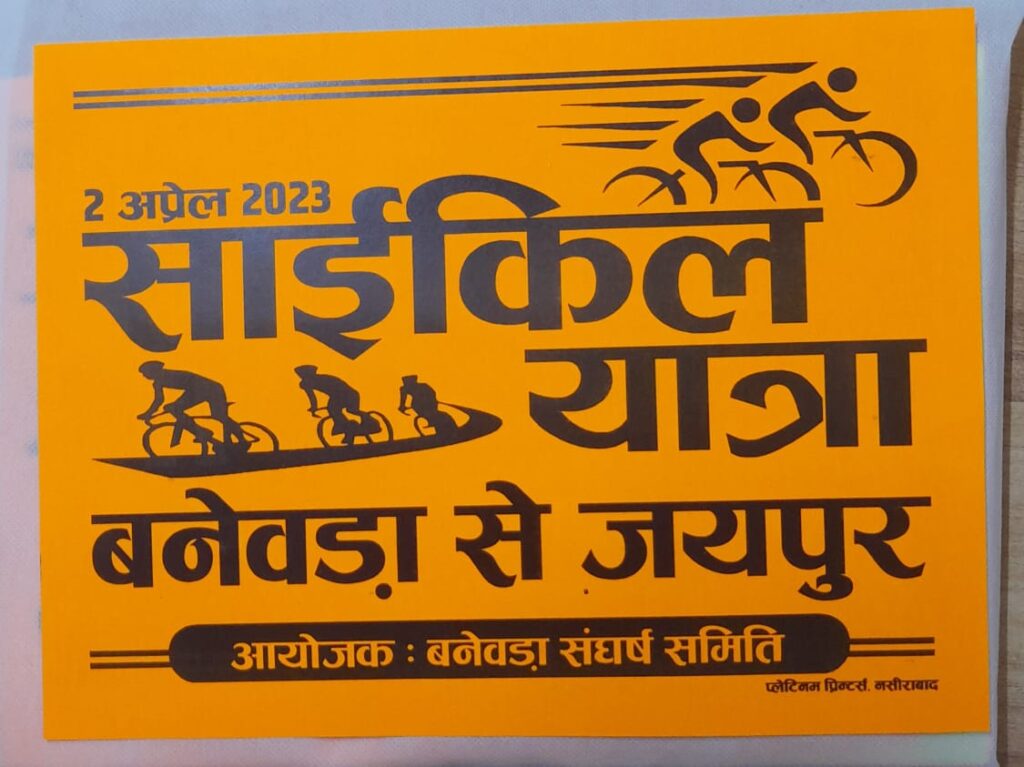 2 अप्रेल 2023
साईकिल
यात्रा
बनेवड़ा से जयपुर
आयोजक : बनेवड़ा संघर्ष समिति
प्लेटिनम प्रिन्टर्स, नसीराबाद